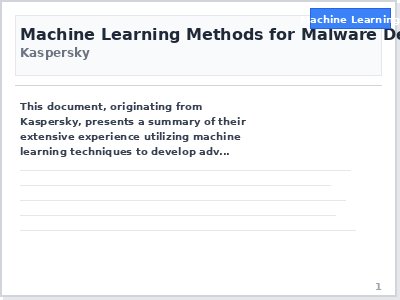 Machine Learning
Machine Learning Methods for Malware De
Kaspersky
This document, originating from
Kaspersky, presents a summary of their
extensive experience utilizing machine
learning techniques to develop adv...
1